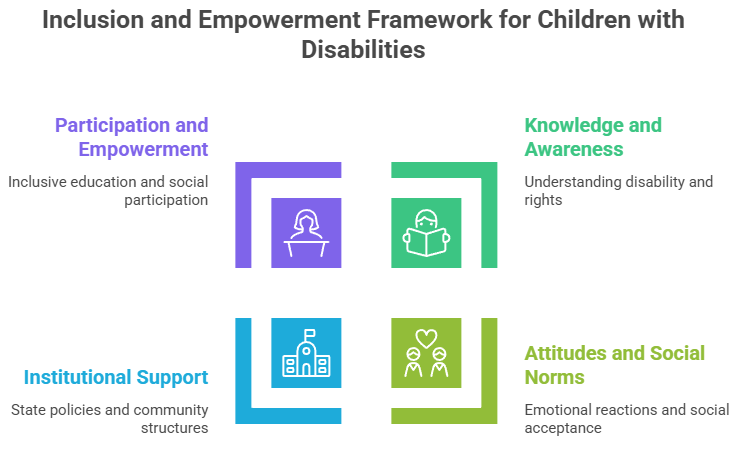 Inclusion and Empowerment Framework for Children with
Disabilities
Participation and
Empowerment
Inclusive education and social
participation
Knowledge and
Awareness
Understanding disability and
rights
Institutional Support
State policies and community
structures
Attitudes and Social
Norms
Emotional reactions and social
acceptance